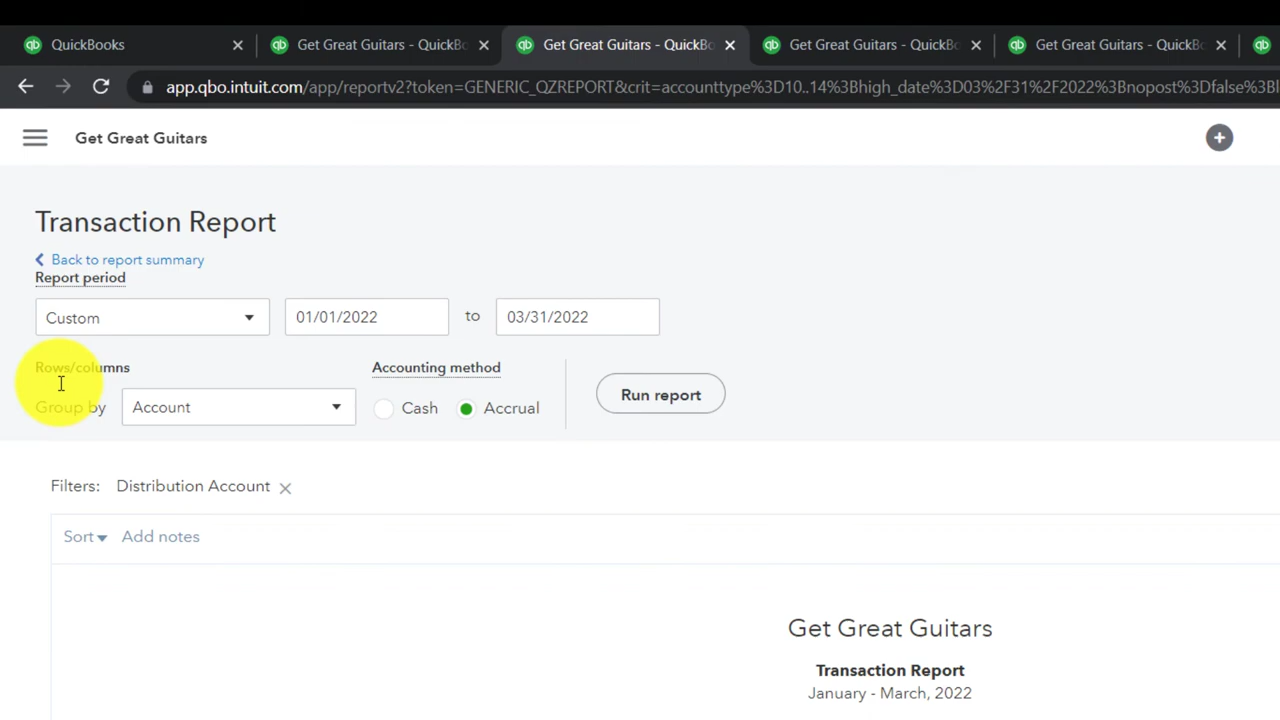 QuickBooks
Get Great Guitars - QuickBo
Get Great Guitars - QuickBo
Get Great Guitars - QuickBo
Get Great Guitars - QuickBo
app.qbo.intuit.com/app/reportv2?token=GENERIC_QZREPORT&crit=accounttype%3D10..14%3Bhigh_date%3D03%2F31%2F2022%3Bnopost%3Dfalse%3Bl
Get Great Guitars
Transaction Report
Back to report summary
Report period
Custom 01/01/2022 to 03/31/2022
Rows/columns Accounting method
Group by Account Cash Accrual Run report
Filters: Distribution Account
Sort Add notes
Get Great Guitars
Transaction Report
January - March, 2022